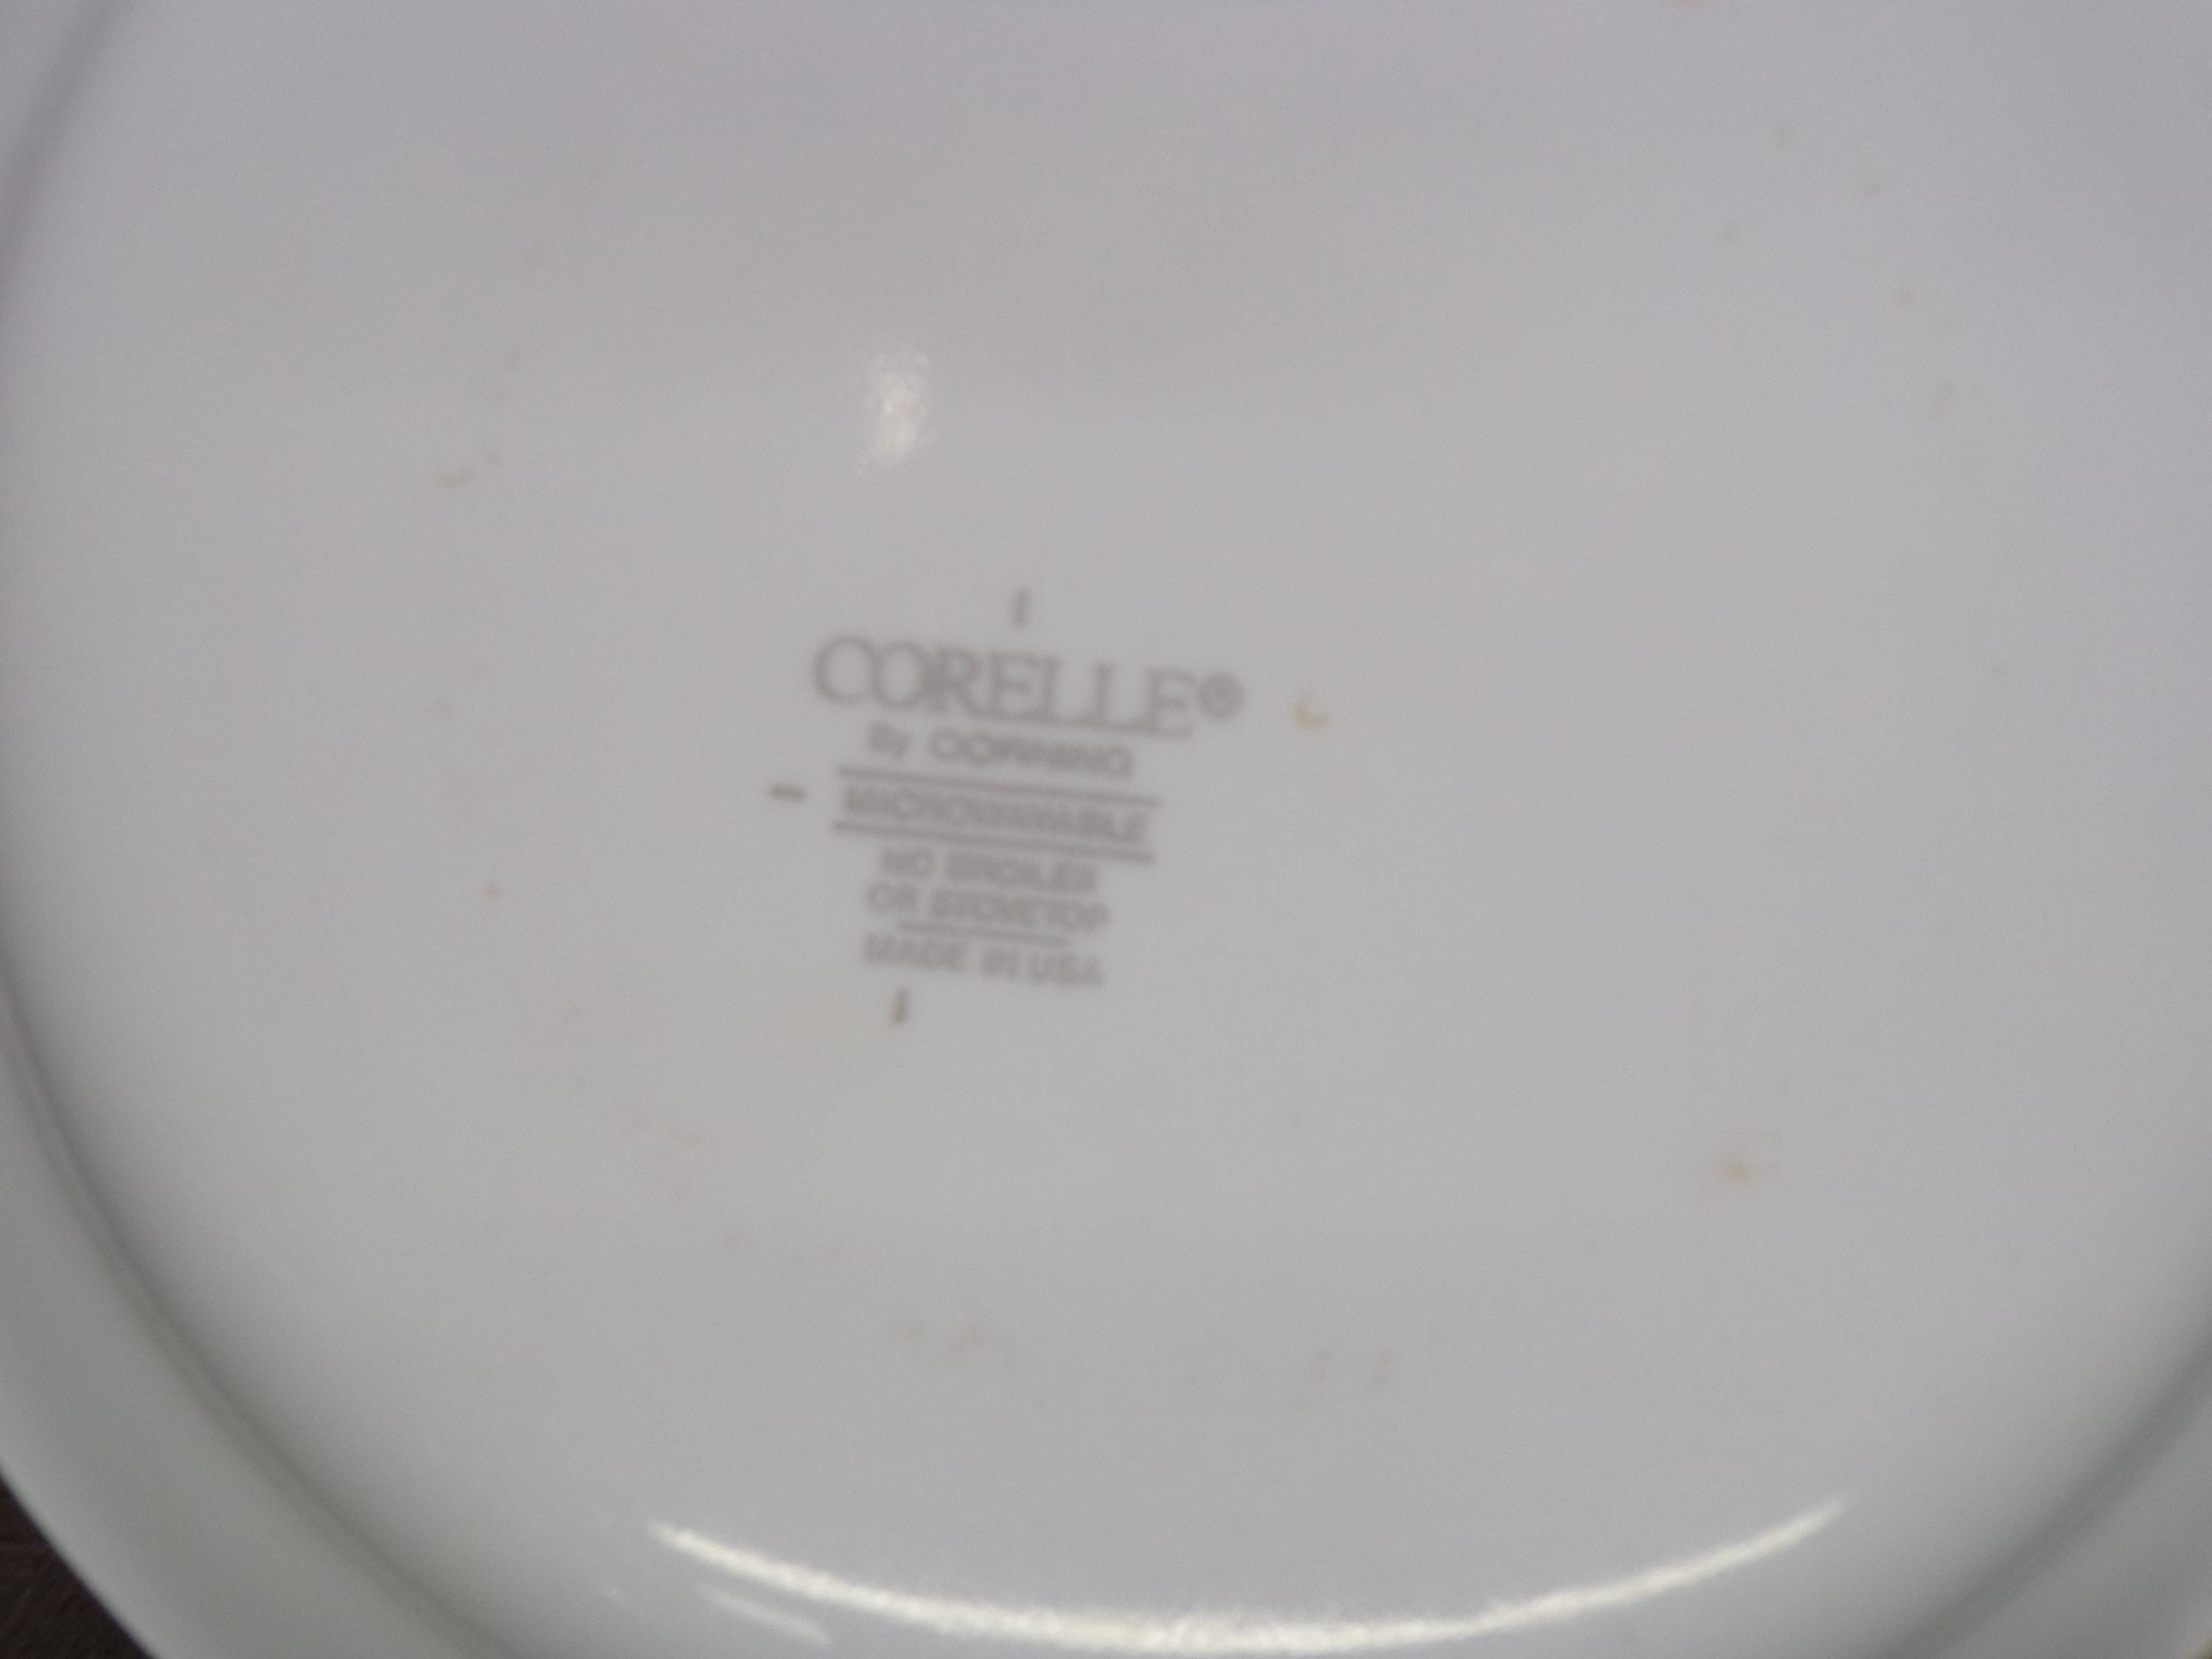 CORELLE®
By CORNING
MICROWAVABLE
NO BROILER
OR STOVETOP
MADE IN USA